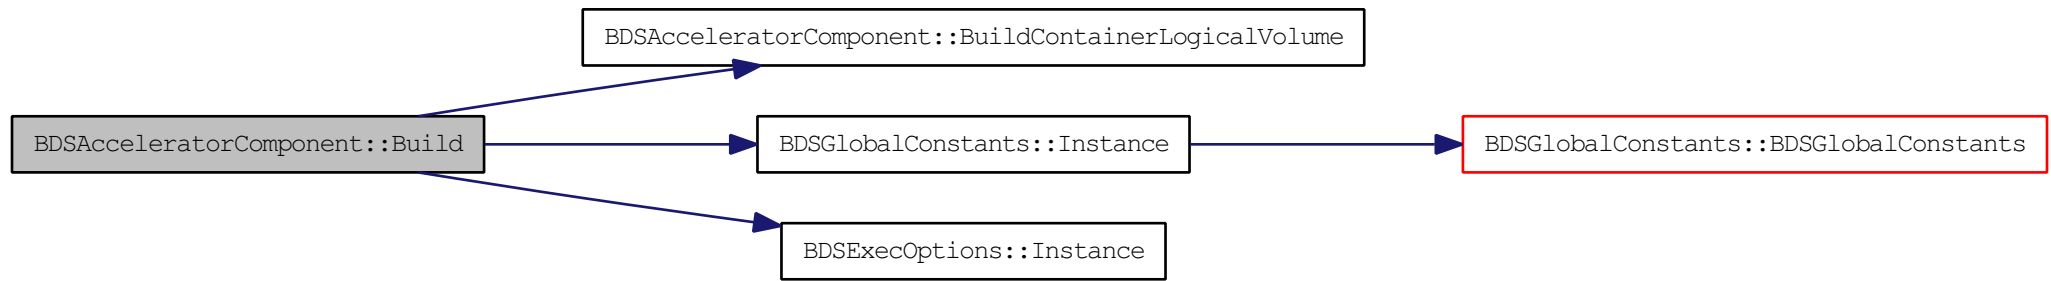 BDSAcceleratorComponent::BuildContainerLogicalVolume
BDSAcceleratorComponent::Build
BDSGlobalConstants::Instance
BDSGlobalConstants::BDSGlobalConstants
BDSExecOptions::Instance